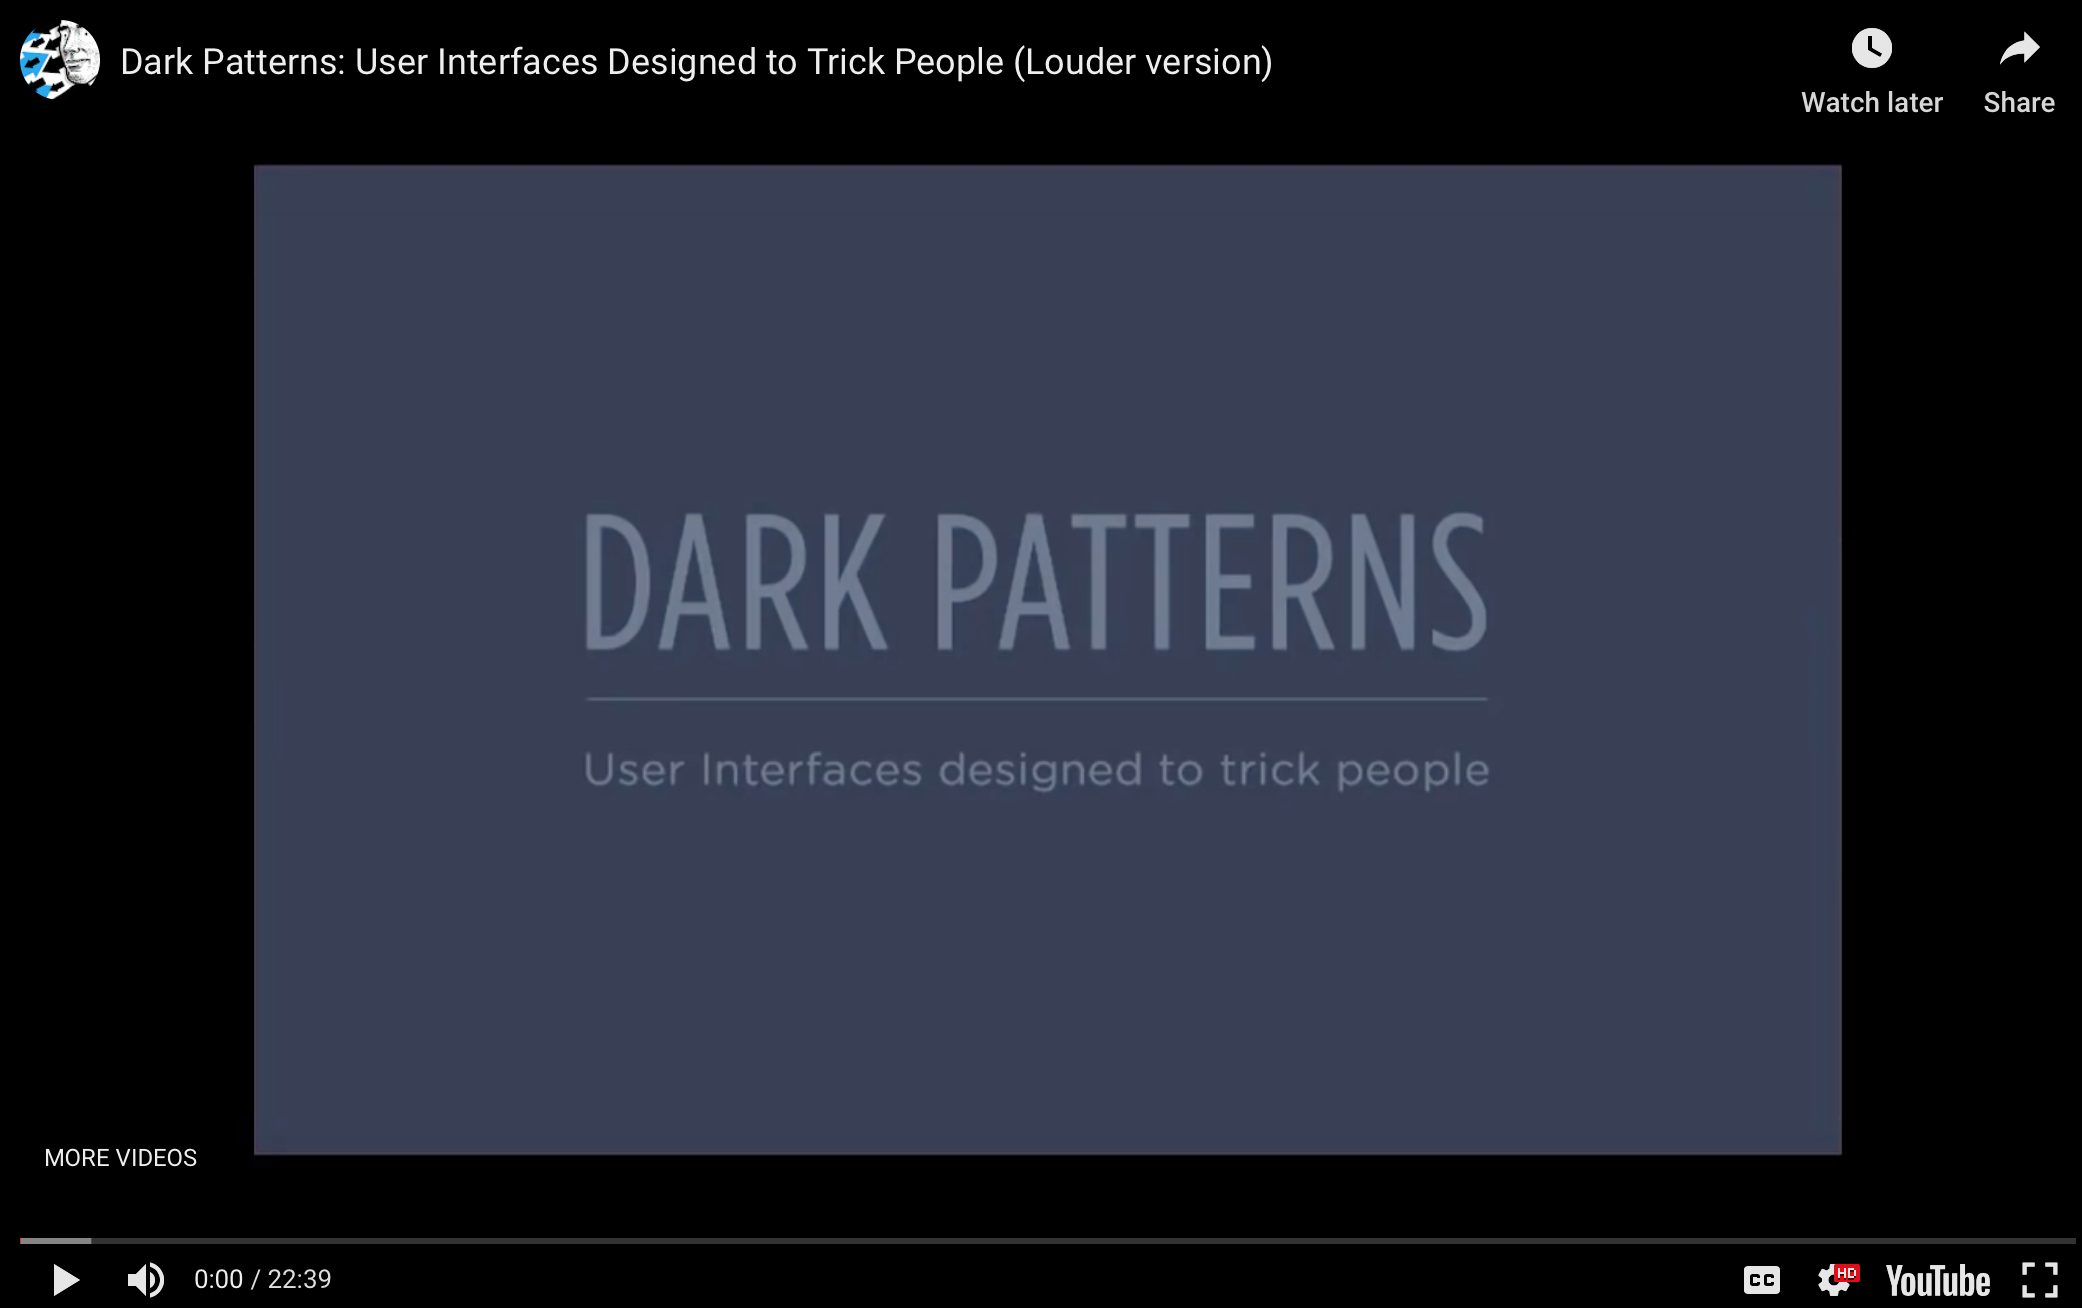 Dark Patterns: User Interfaces Designed to Trick People (Louder version)
Watch later
Share
DARK PATTERNS
User Interfaces designed to trick people
MORE VIDEOS
0:00 / 22:39
CC
HD
YouTube